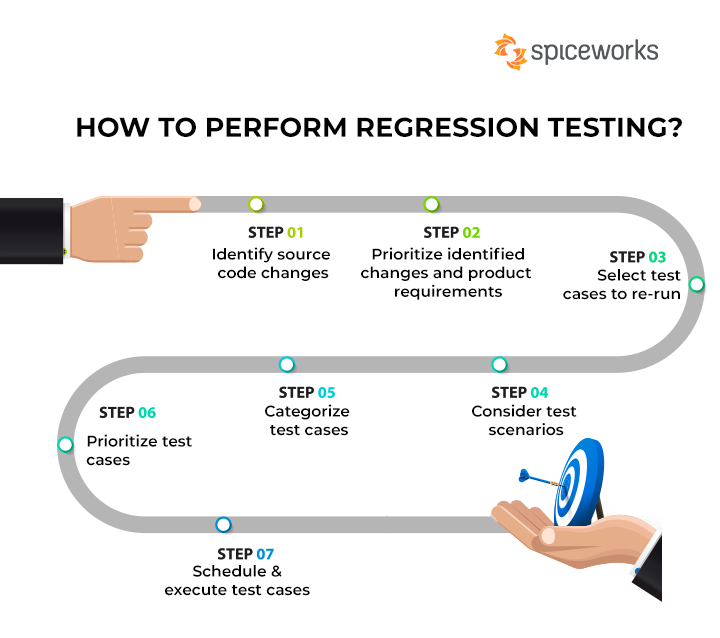 spiceworks
HOW TO PERFORM REGRESSION TESTING?
STEP 01
Identify source
code changes
STEP 02
Prioritize identified
changes and product
requirements
STEP 03
Select test
cases to re-run
STEP 04
Consider test
scenarios
STEP 05
Categorize
test cases
STEP 06
Prioritize test
cases
STEP 07
Schedule &
execute test cases